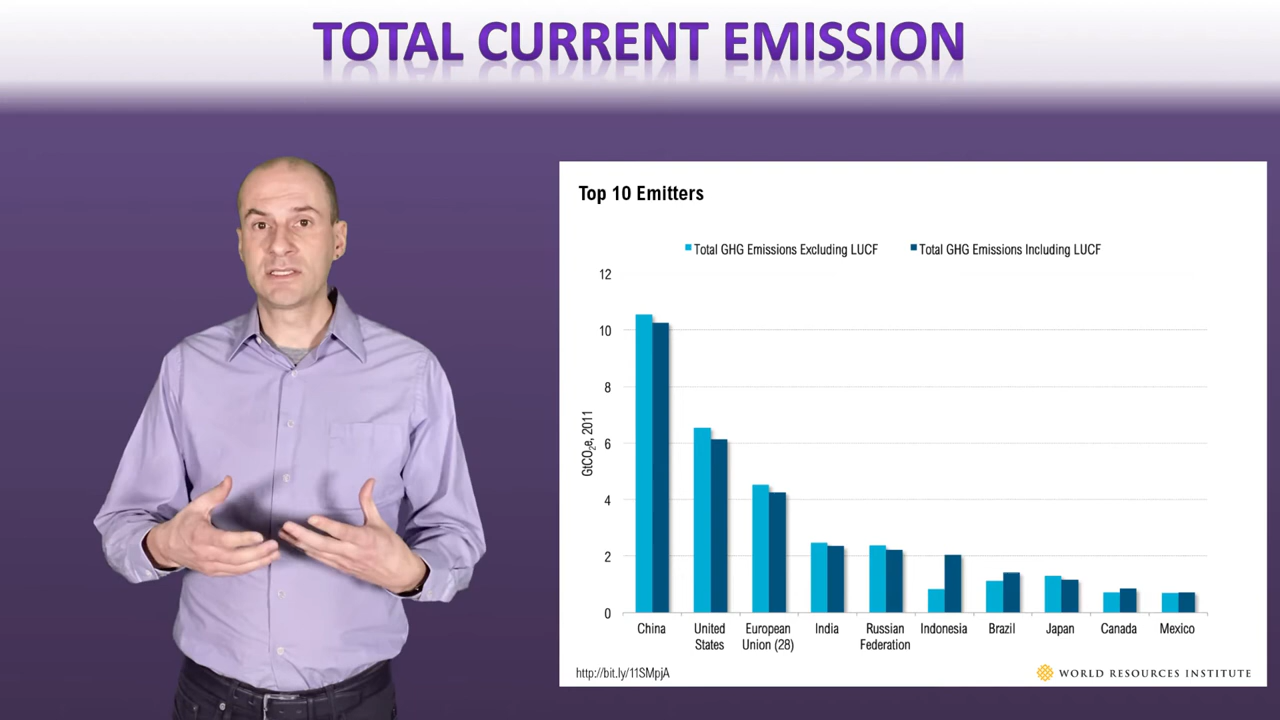 TOTAL CURRENT EMISSION
Top 10 Emitters
Total GHG Emissions Excluding LUCF
Total GHG Emissions Including LUCF
12
10
8
6
4
2
0
GtCO₂e, 2011
China
United States
European Union (28)
India
Russian Federation
Indonesia
Brazil
Japan
Canada
Mexico
http://bit.ly/11SMpjA
WORLD RESOURCES INSTITUTE